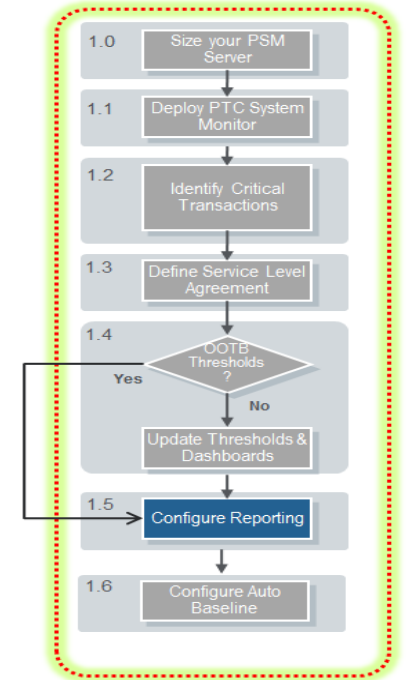 1.0
Size your PSM
Server
1.1
Deploy PTC System
Monitor
1.2
Identify Critical
Transactions
1.3
Define Service Level
Agreement
1.4
OOTB
Thresholds
?
Yes
No
Update Thresholds &
Dashboards
1.5
Configure Reporting
1.6
Configure Auto
Baseline